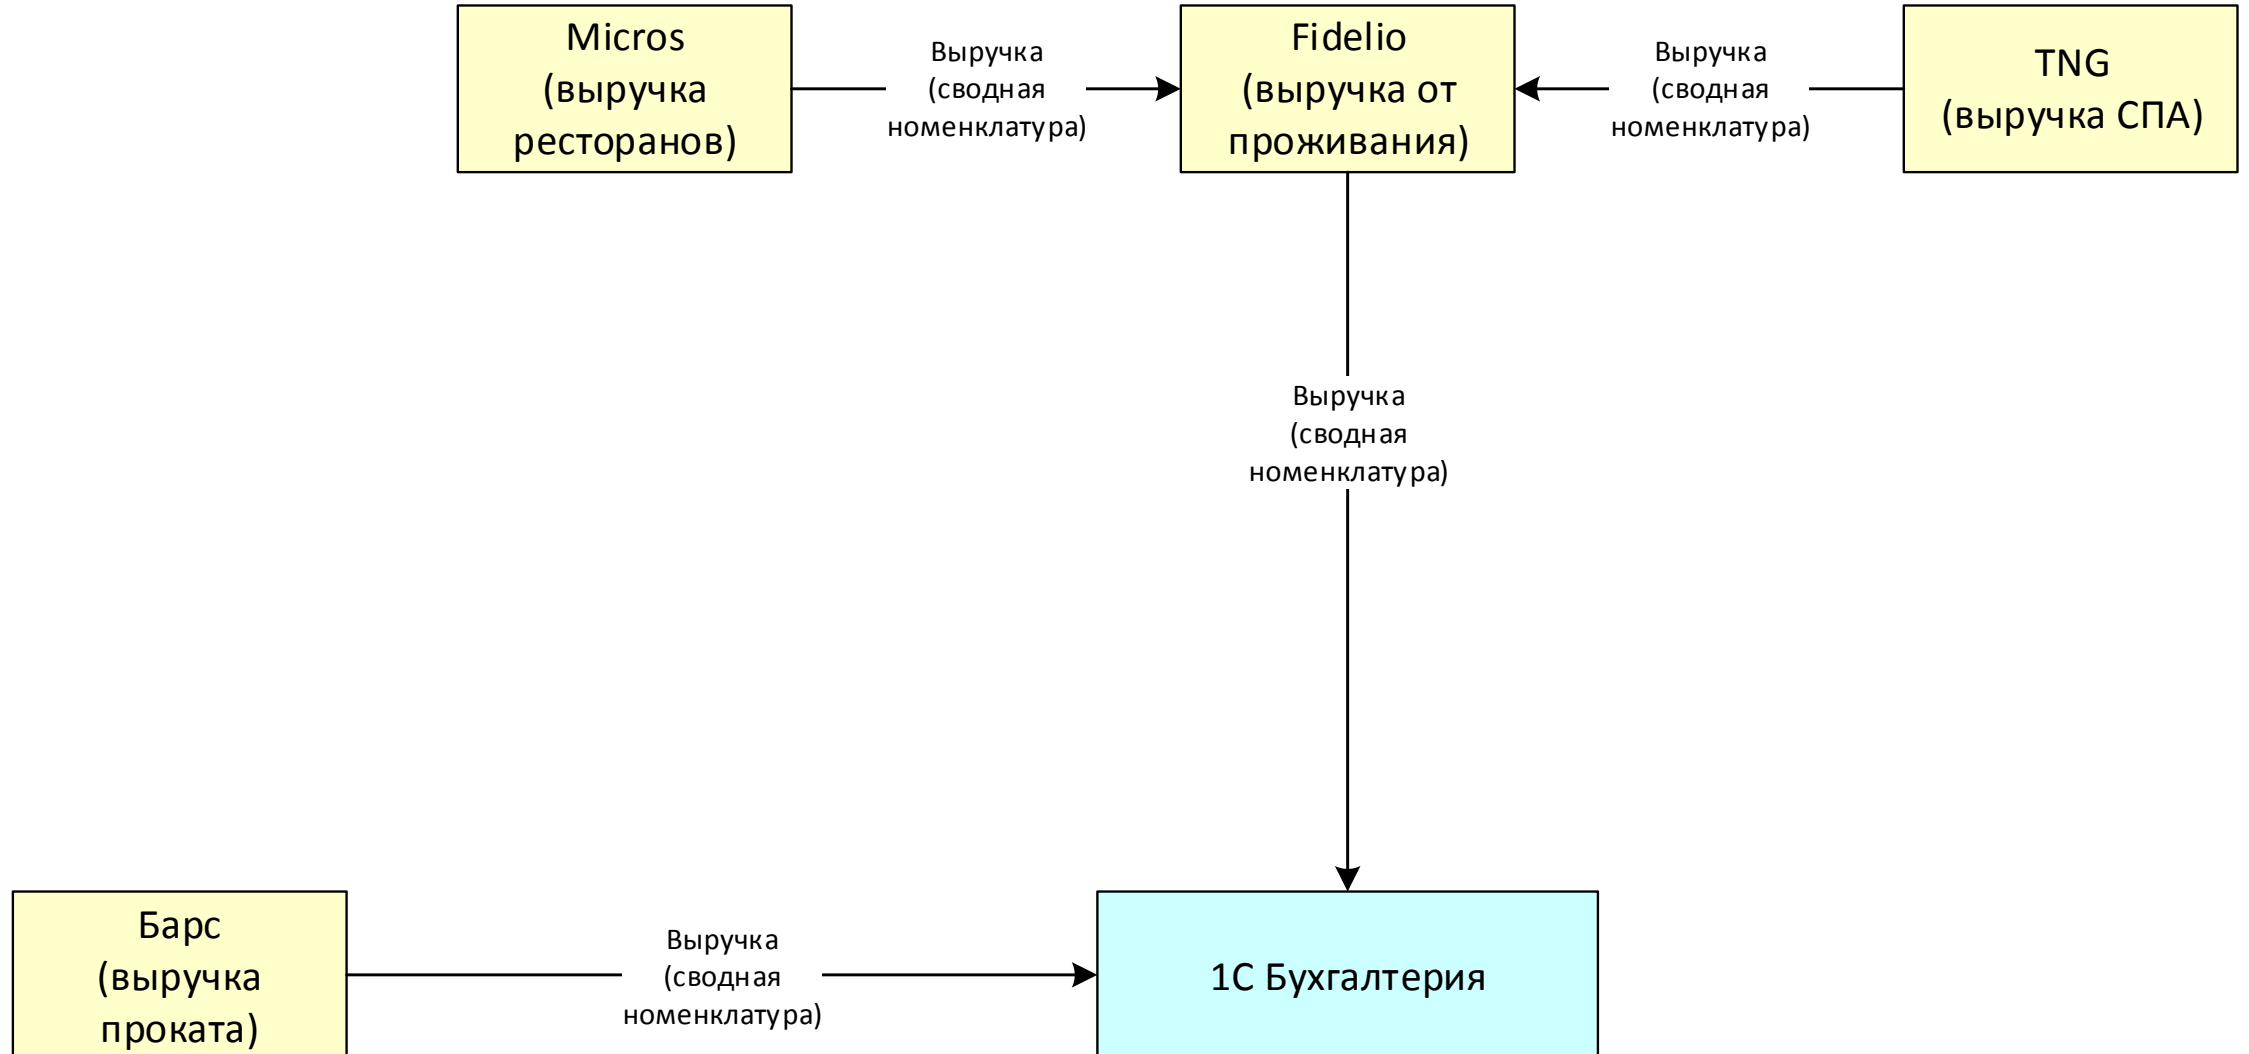 Micros
(выручка
ресторанов)
Выручка
(сводная
номенклатура)
Fidelio
(выручка от
проживания)
Выручка
(сводная
номенклатура)
TNG
(выручка СПА)
Выручка
(сводная
номенклатура)
Барс
(выручка
проката)
Выручка
(сводная
номенклатура)
1С Бухгалтерия